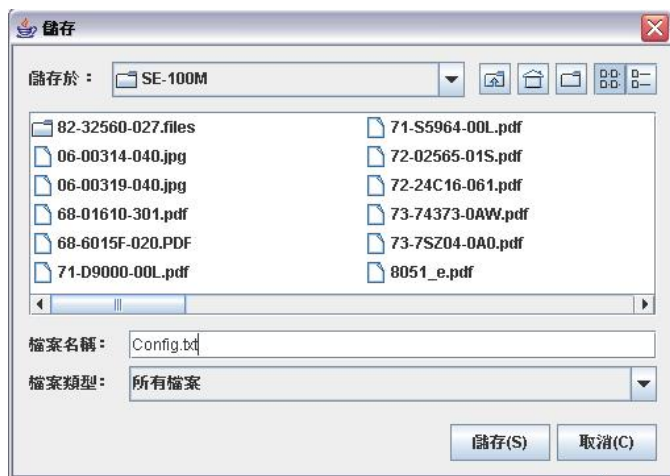 儲存
儲存於： SE-100M
82-32560-027.files
06-00314-040.jpg
06-00319-040.jpg
68-01610-301.pdf
68-6015F-020.PDF
71-D9000-00L.pdf
71-S5964-00L.pdf
72-02565-01S.pdf
72-24C16-061.pdf
73-74373-0AW.pdf
73-7SZ04-0A0.pdf
8051_e.pdf
檔案名稱： Config.txt
檔案類型： 所有檔案
儲存(S) 取消(C)